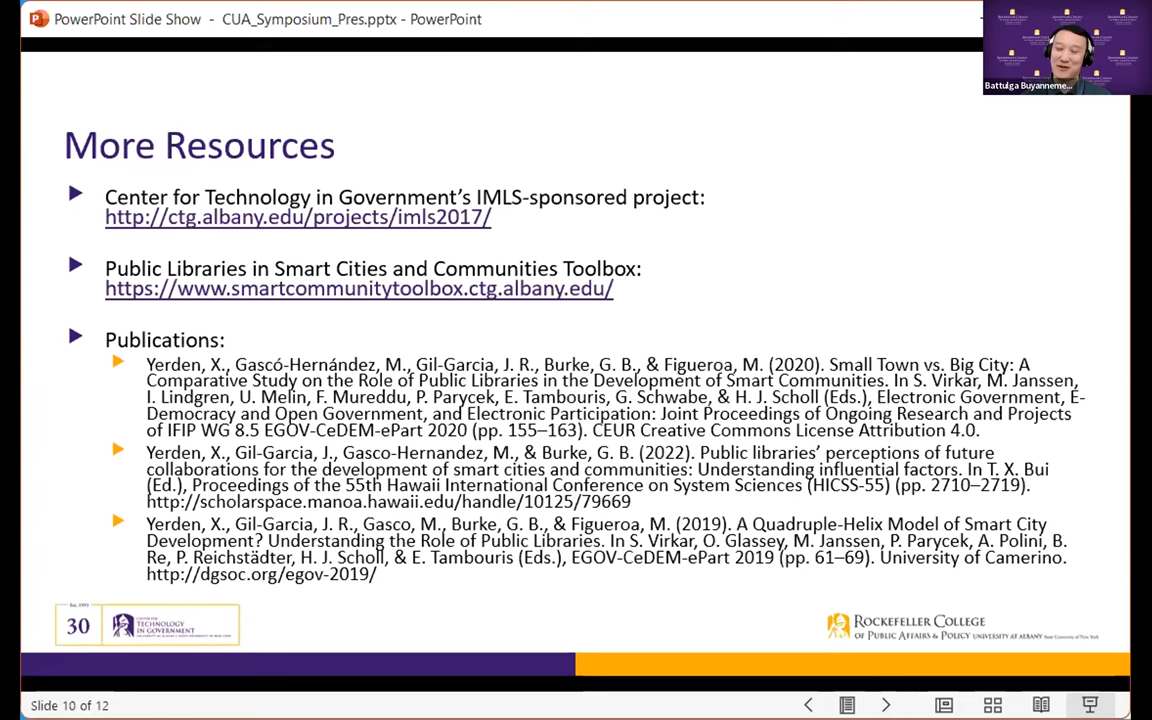 PowerPoint Slide Show - CUA_Symposium_Pres.pptx - PowerPoint
ROCKEFELLER COLLEGE
Battulga Buyanneme...
More Resources
Center for Technology in Government's IMLS-sponsored project:
http://ctg.albany.edu/projects/imls2017/
Public Libraries in Smart Cities and Communities Toolbox:
https://www.smartcommunitytoolbox.ctg.albany.edu/
Publications:
Yerden, X., Gascó-Hernández, M., Gil-Garcia, J. R., Burke, G. B., & Figueroa, M. (2020). Small Town vs. Big City: A
Comparative Study on the Role of Public Libraries in the Development of Smart Communities. In S. Virkar, M. Janssen,
I. Lindgren, U. Melin, F. Mureddu, P. Parycek, E. Tambouris, G. Schwabe, & H. J. Scholl (Eds.), Electronic Government, E-
Democracy and Open Government, and Electronic Participation: Joint Proceedings of Ongoing Research and Projects
of IFIP WG 8.5 EGOV-CeDEM-ePart 2020 (pp. 155–163). CEUR Creative Commons License Attribution 4.0.
Yerden, X., Gil-Garcia, J., Gasco-Hernandez, M., & Burke, G. B. (2022). Public libraries' perceptions of future
collaborations for the development of smart cities and communities: Understanding influential factors. In T. X. Bui
(Ed.), Proceedings of the 55th Hawaii International Conference on System Sciences (HICSS-55) (pp. 2710–2719).
http://scholarspace.manoa.hawaii.edu/handle/10125/79669
Yerden, X., Gil-Garcia, J. R., Gasco, M., Burke, G. B., & Figueroa, M. (2019). A Quadruple-Helix Model of Smart City
Development? Understanding the Role of Public Libraries. In S. Virkar, O. Glassey, M. Janssen, P. Parycek, A. Polini, B.
Re, P. Reichstädter, H. J. Scholl, & E. Tambouris (Eds.), EGOV-CeDEM-ePart 2019 (pp. 61–69). University of Camerino.
http://dgsoc.org/egov-2019/
Est. 1993
30
CENTER FOR
TECHNOLOGY
IN GOVERNMENT
ROCKEFELLER COLLEGE
OF PUBLIC AFFAIRS & POLICY UNIVERSITY AT ALBANY State University of New York
Slide 10 of 12